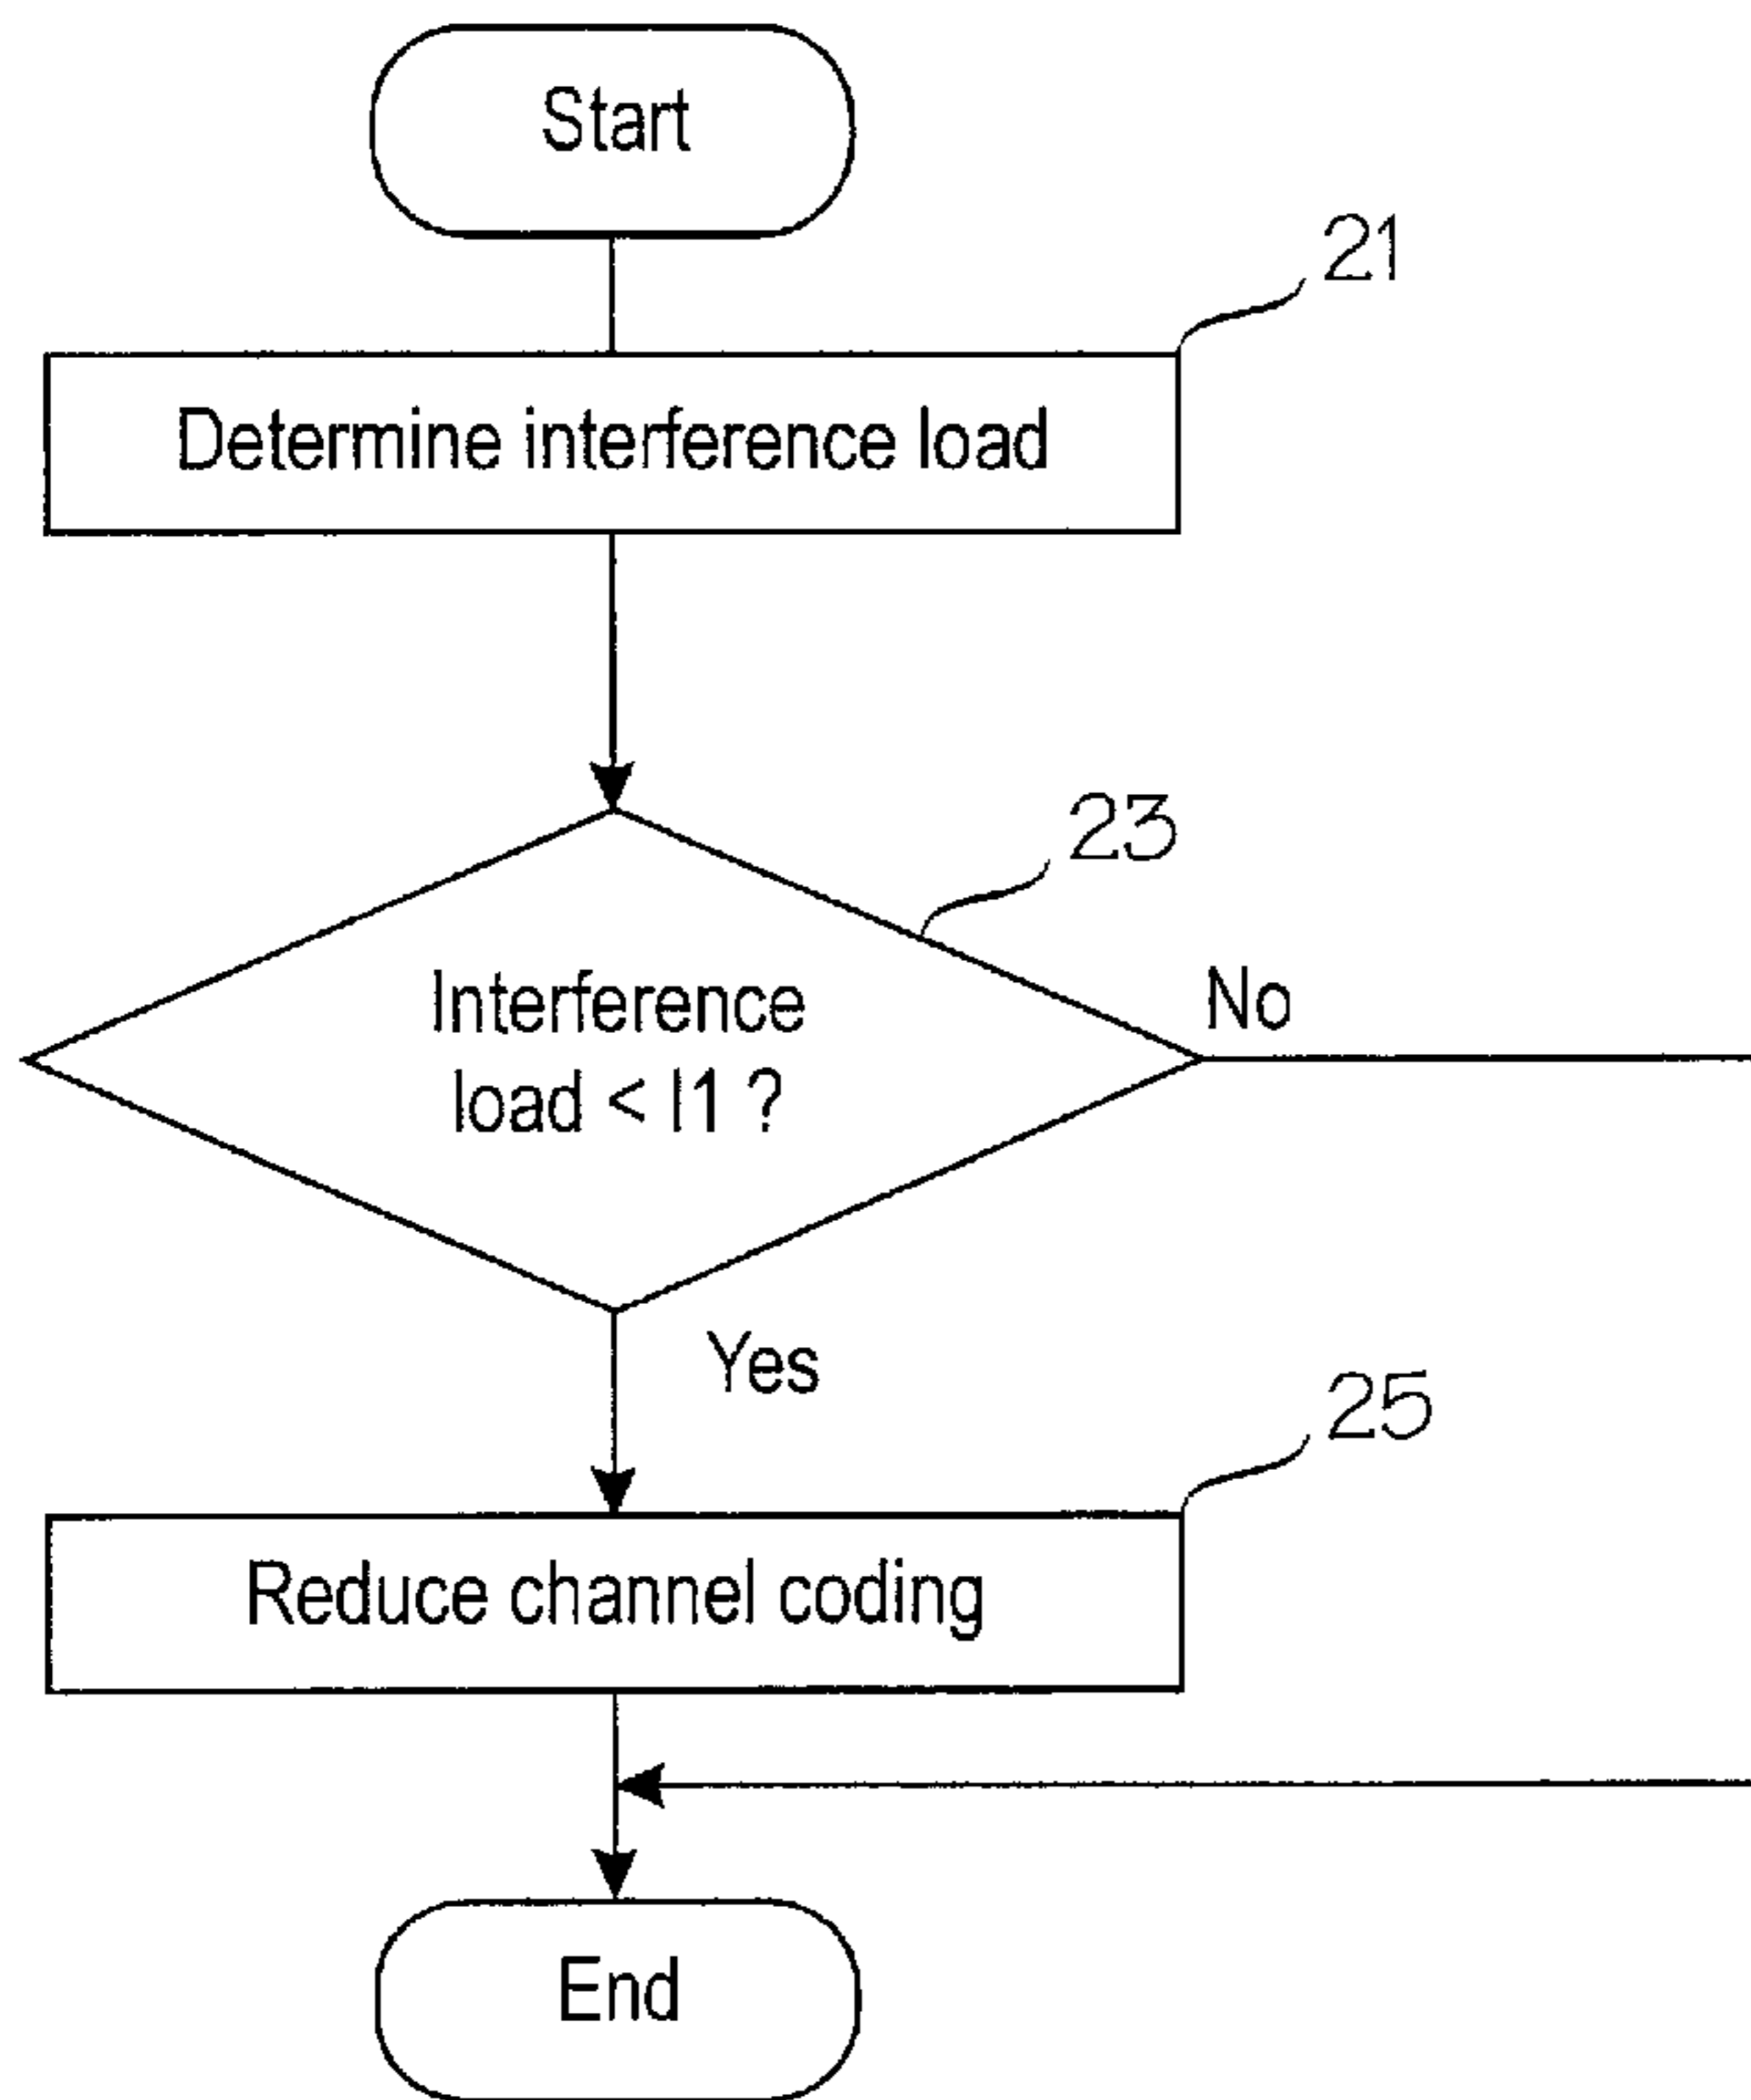 Start
21
Determine interference load
23
Interference
load < I1 ?
No
Yes
25
Reduce channel coding
End